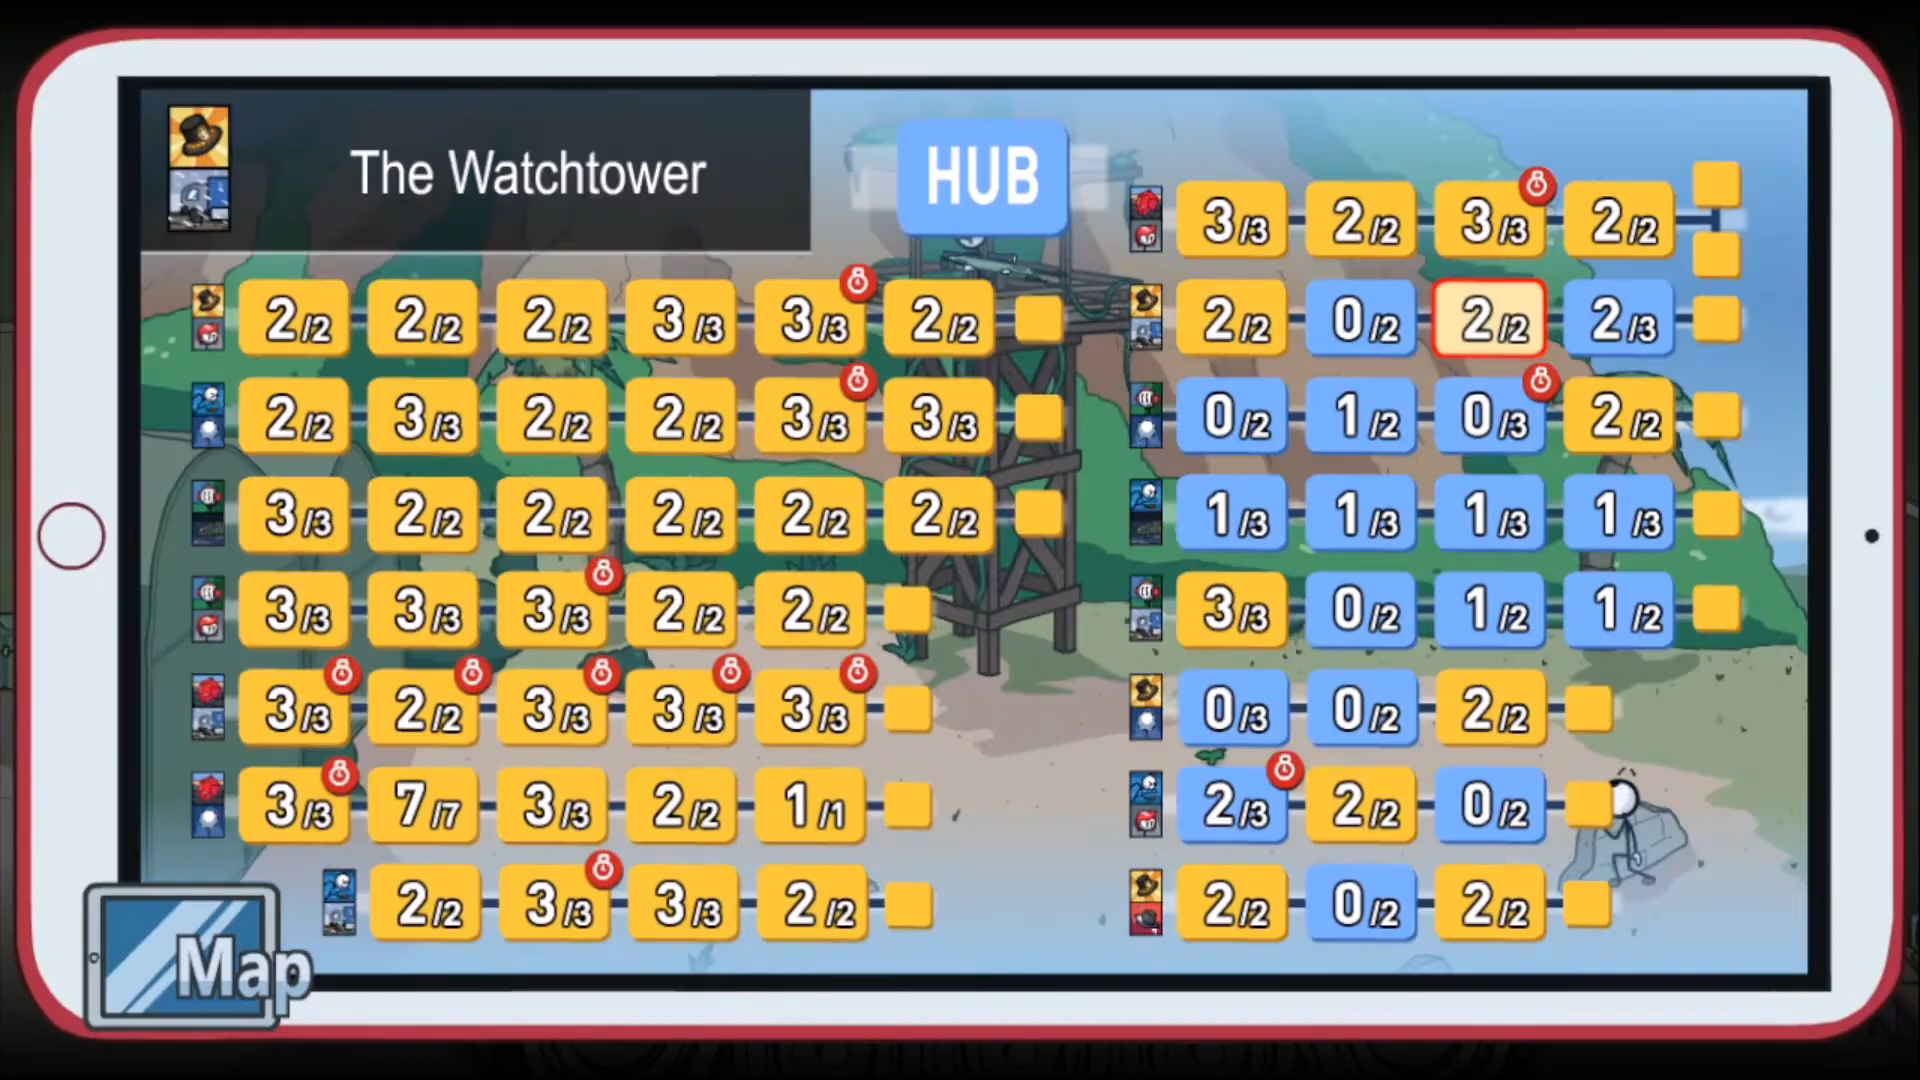 The Watchtower
HUB
3/3 2/2 3/3 2/2
2/2 2/2 2/2 3/3 3/3 2/2
2/2 0/2 2/2 2/3
2/2 3/3 2/2 2/2 3/3 3/3
0/2 1/2 0/3 2/2
3/3 2/2 2/2 2/2 2/2 2/2
1/3 1/3 1/3 1/3
3/3 3/3 3/3 2/2 2/2
3/3 0/2 1/2 1/2
3/3 2/2 3/3 3/3 3/3
0/3 0/2 2/2
3/3 7/7 3/3 2/2 1/1
2/3 2/2 0/2
2/2 3/3 3/3 2/2
2/2 0/2 2/2
Map